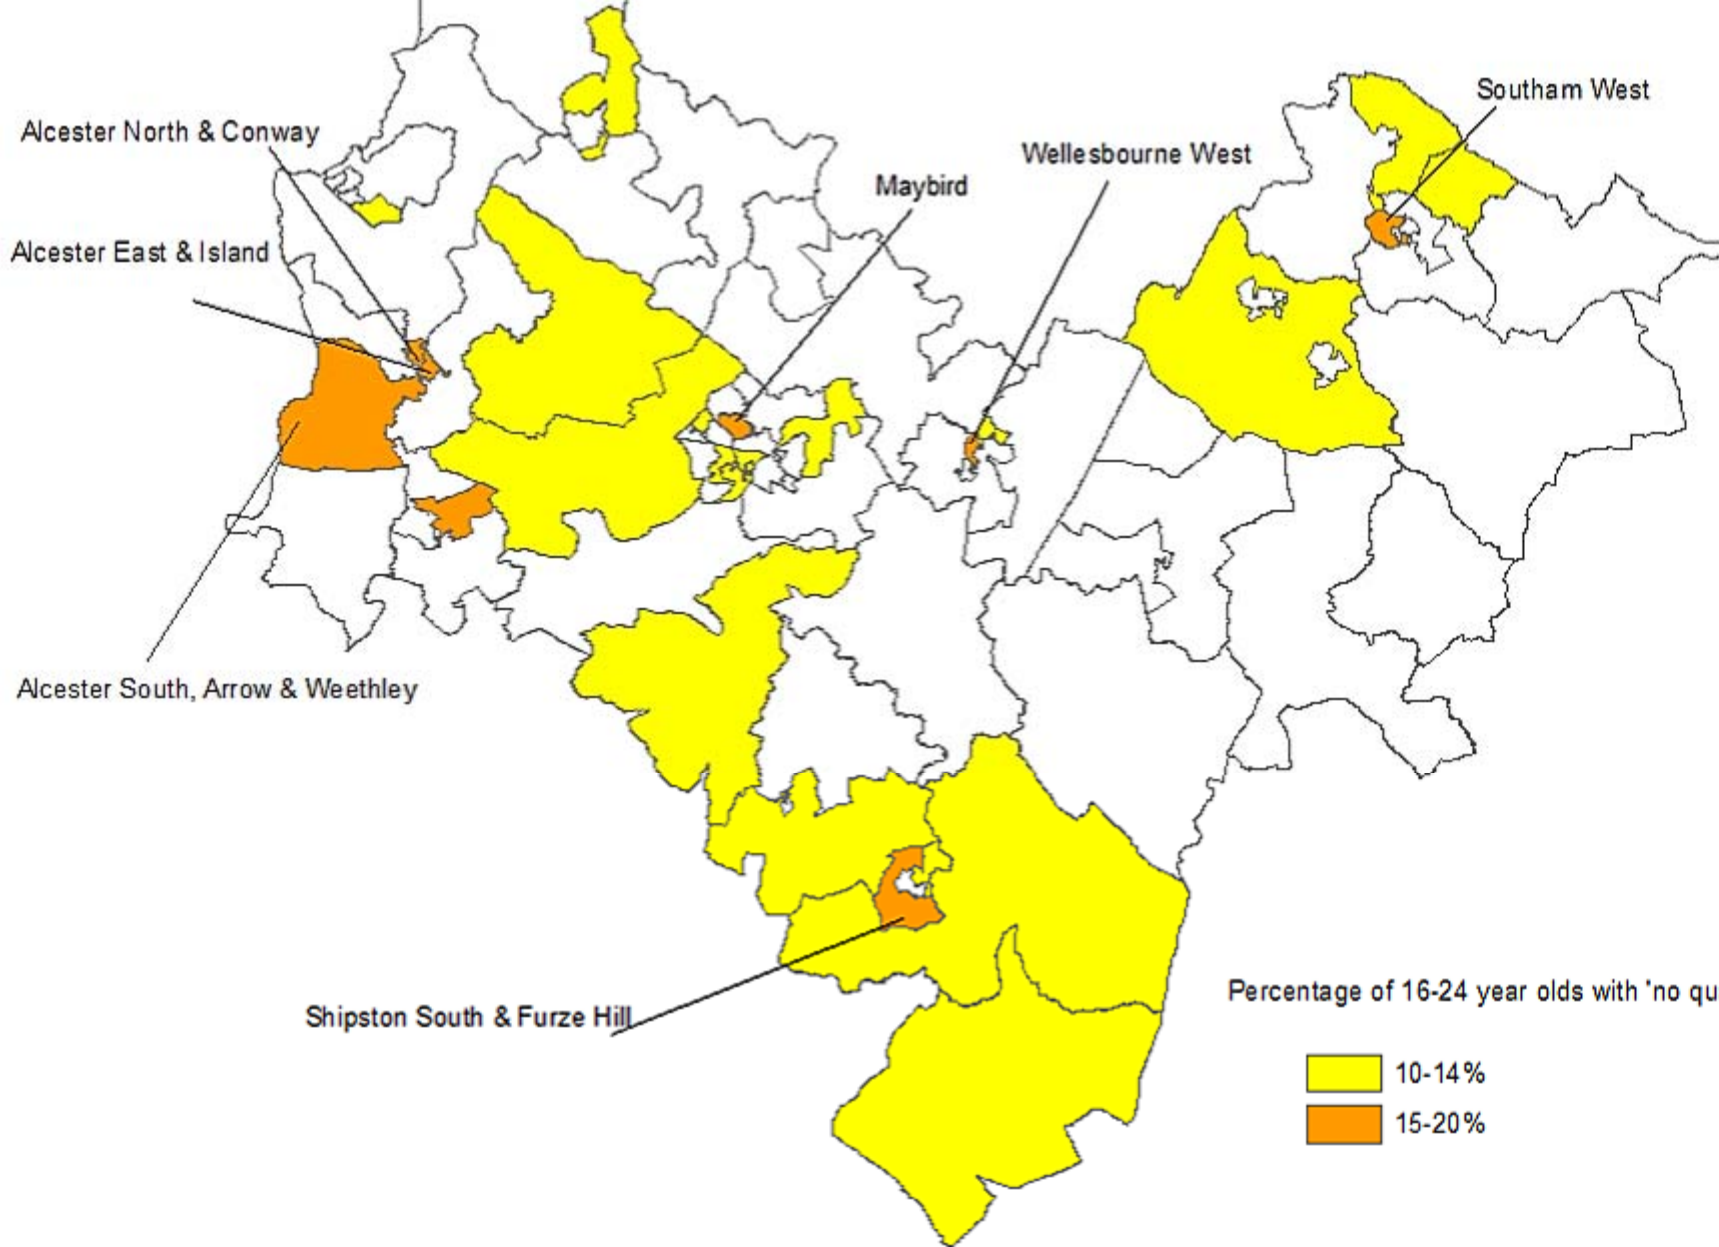 Southam West
Alcester North & Conway
Wellesbourne West
Maybird
Alcester East & Island
Alcester South, Arrow & Weethley
Percentage of 16-24 year olds with 'no qu
Shipston South & Furze Hill
10-14%
15-20%